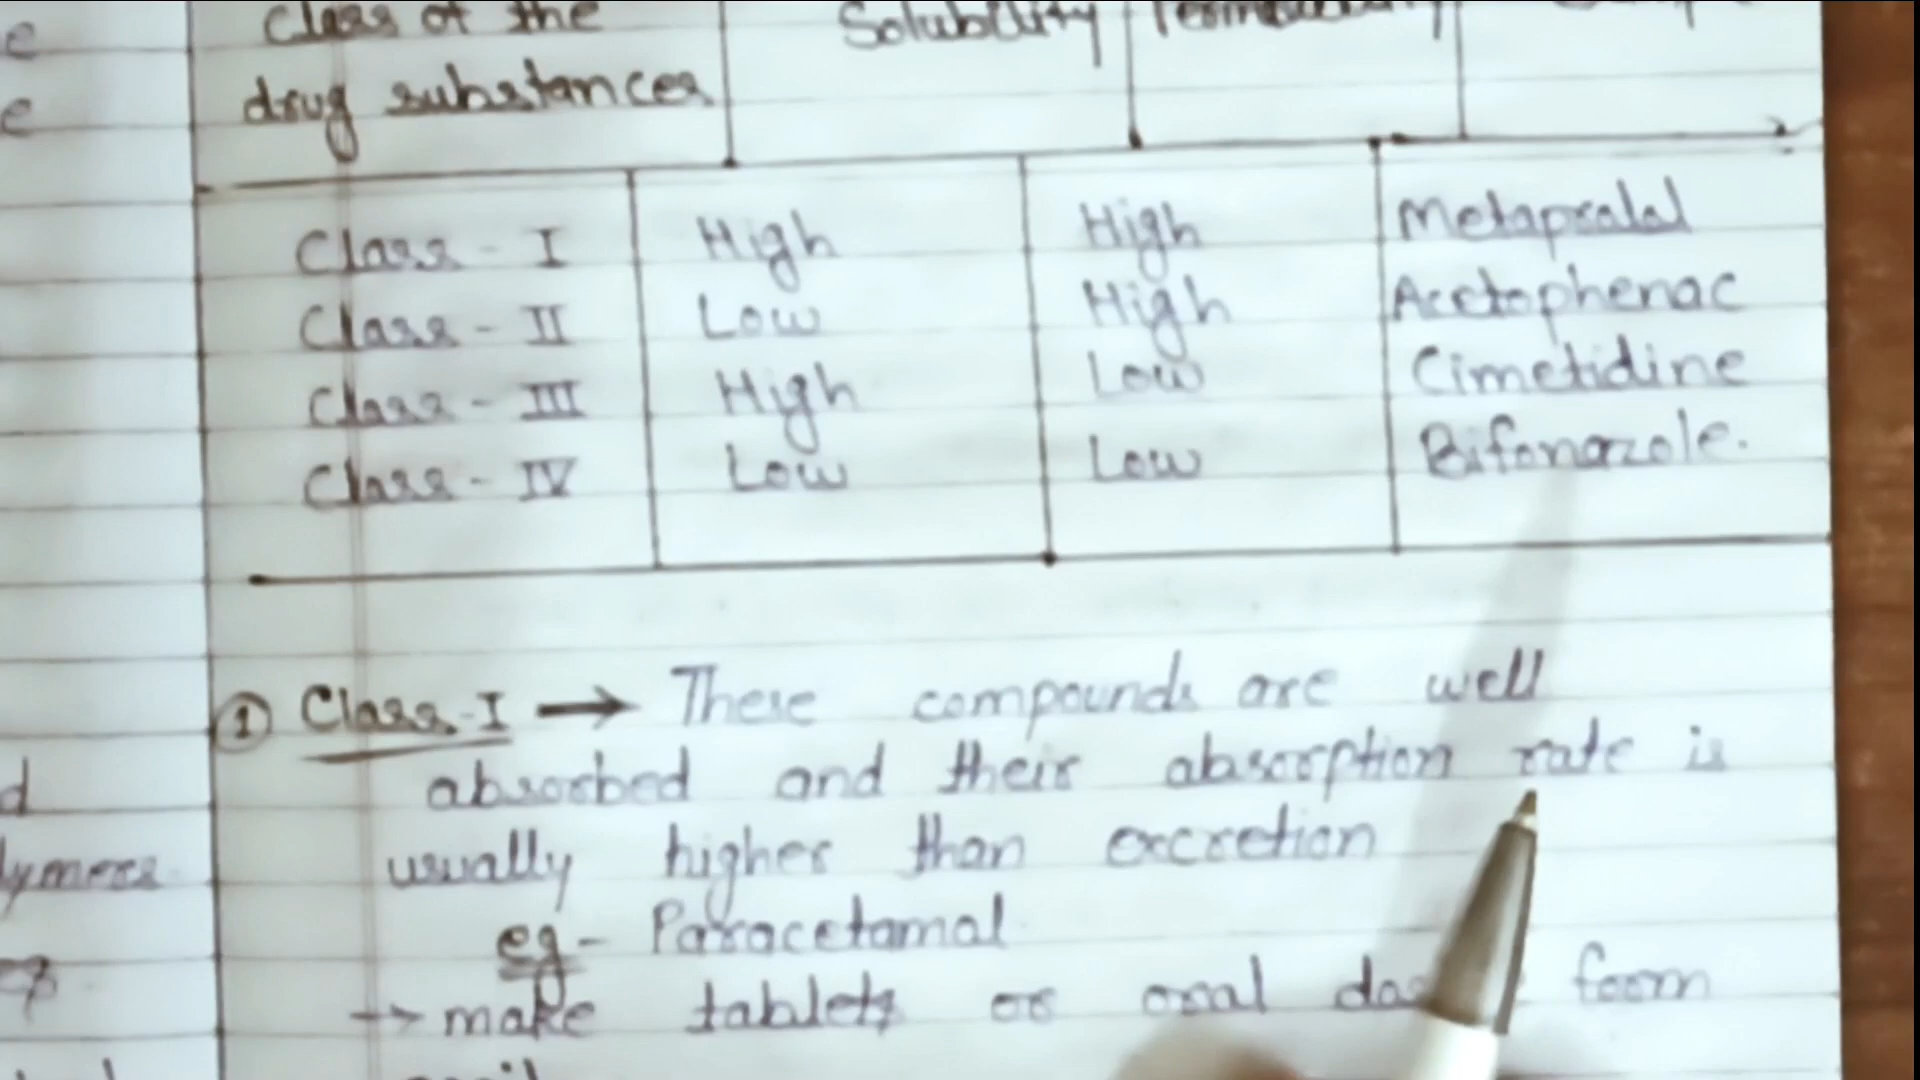 Class of the Solubility
drug substances
Class - I High High Metapralal
Class - II Low High Acetophenac
Class - III High Low Cimetidine
Class - IV Low Low Bifonazole.
① Class-I → These compounds are well
absorbed and their absorption rate is
usually higher than excretion
eg- Paracetamal
→ make tablets or oral form